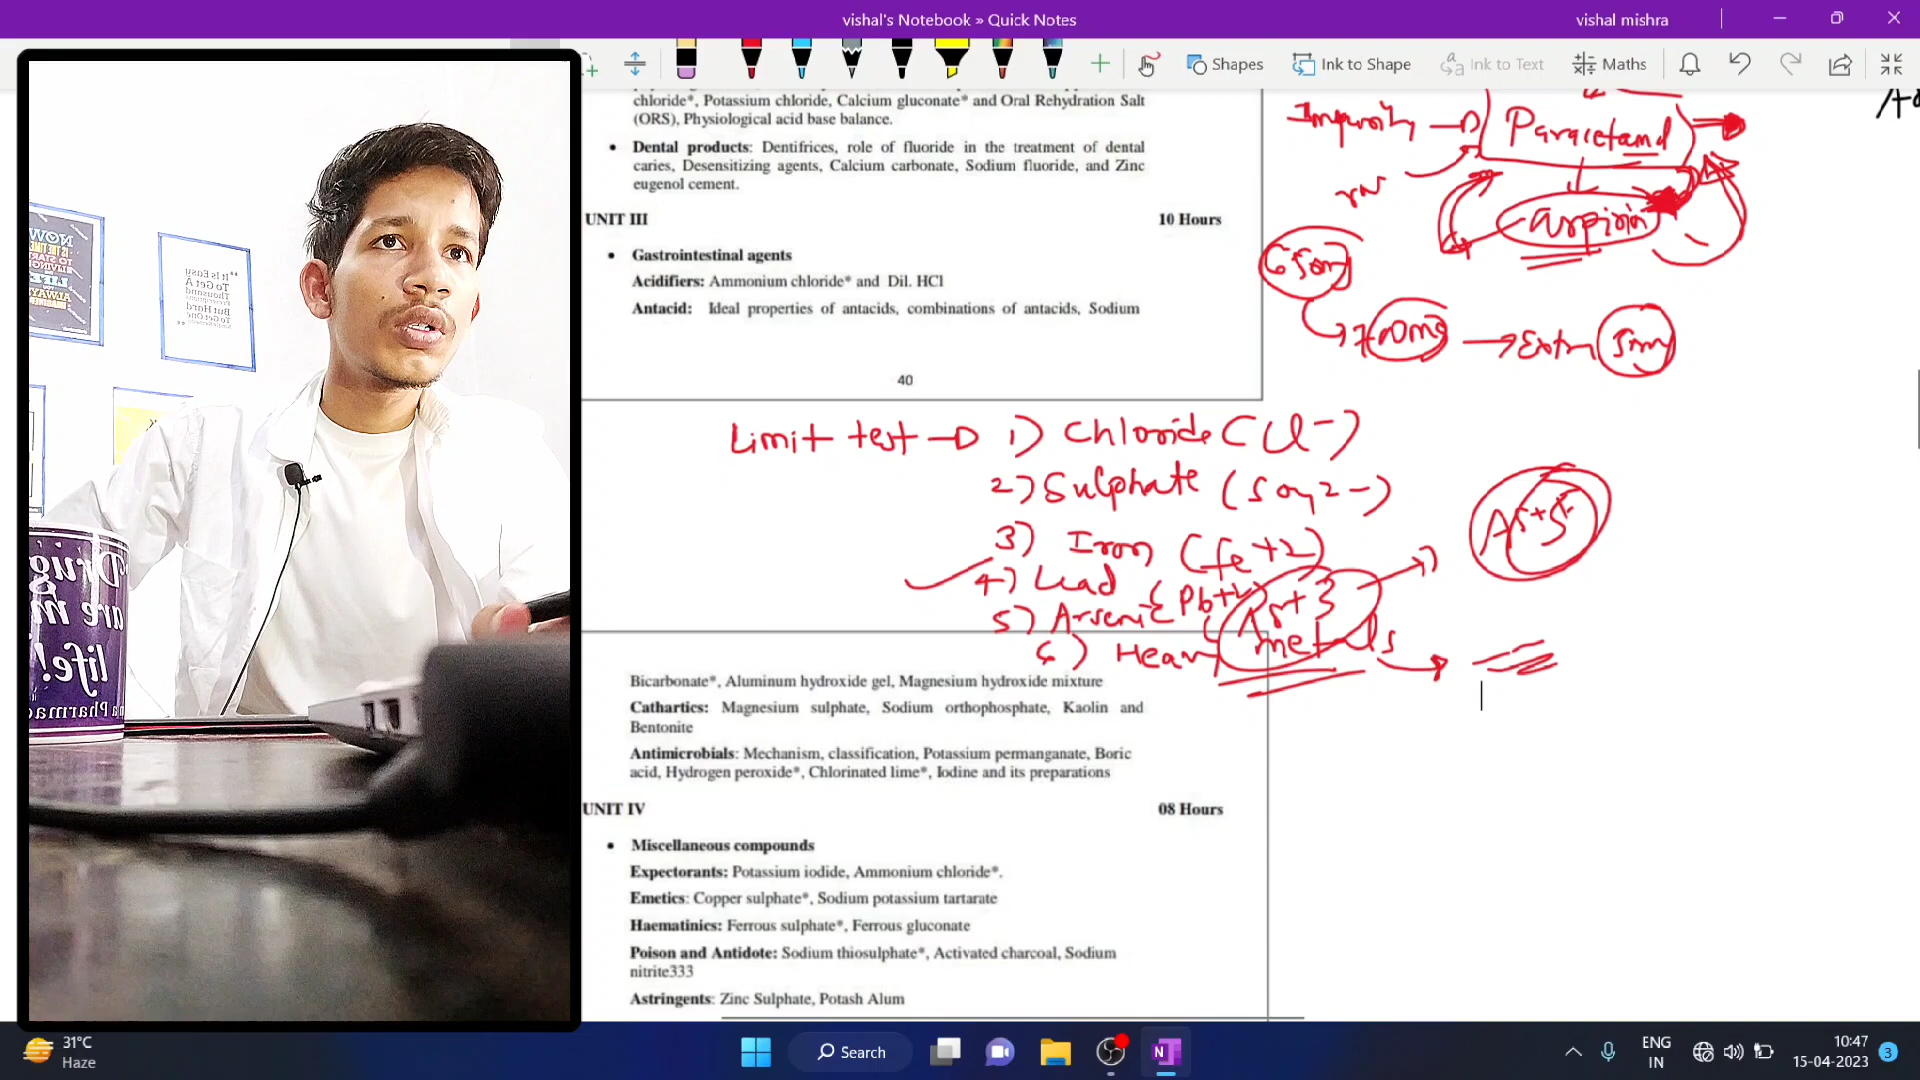 vishal's Notebook » Quick Notes
vishal mishra
Shapes
Ink to Shape
Ink to Text
Maths
chloride*, Potassium chloride, Calcium gluconate* and Oral Rehydration Salt
(ORS), Physiological acid base balance.
• Dental products: Dentifrices, role of fluoride in the treatment of dental
caries, Desensitizing agents, Calcium carbonate, Sodium fluoride, and Zinc
eugenol cement.
UNIT III 10 Hours
• Gastrointestinal agents
Acidifiers: Ammonium chloride* and Dil. HCl
Antacid: Ideal properties of antacids, combinations of antacids, Sodium
40
Impurity
Paracetamol
Limit test → 1) Chloride (Cl-)
2) Sulphate (SO4 2-)
3) Iron (fe+2)
4) Lead (Pb+2)
5) Arsenic (As+3
6) Heavy metals
As+5
Bicarbonate*, Aluminum hydroxide gel, Magnesium hydroxide mixture
Cathartics: Magnesium sulphate, Sodium orthophosphate, Kaolin and
Bentonite
Antimicrobials: Mechanism, classification, Potassium permanganate, Boric
acid, Hydrogen peroxide*, Chlorinated lime*, Iodine and its preparations
UNIT IV 08 Hours
• Miscellaneous compounds
Expectorants: Potassium iodide, Ammonium chloride*.
Emetics: Copper sulphate*, Sodium potassium tartarate
Haematinics: Ferrous sulphate*, Ferrous gluconate
Poison and Antidote: Sodium thiosulphate*, Activated charcoal, Sodium
nitrite333
Astringents: Zinc Sulphate, Potash Alum
Drug
are m
life!
31°C
Haze
Search
ENG
IN
10:47
15-04-2023
3